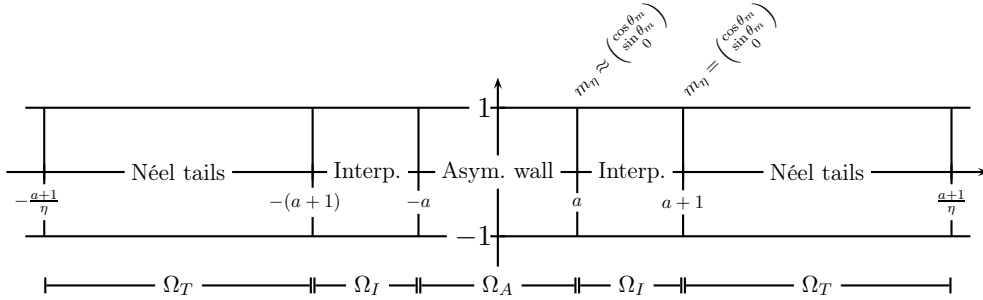 m_η ≈ (cos θ_m sin θ_m 0)
m_η = (cos θ_m sin θ_m 0)
1
Néel tails Interp. Asym. wall Interp. Néel tails
−(a+1)/η −(a + 1) −a a a + 1 (a+1)/η
−1
Ω_T Ω_I Ω_A Ω_I Ω_T